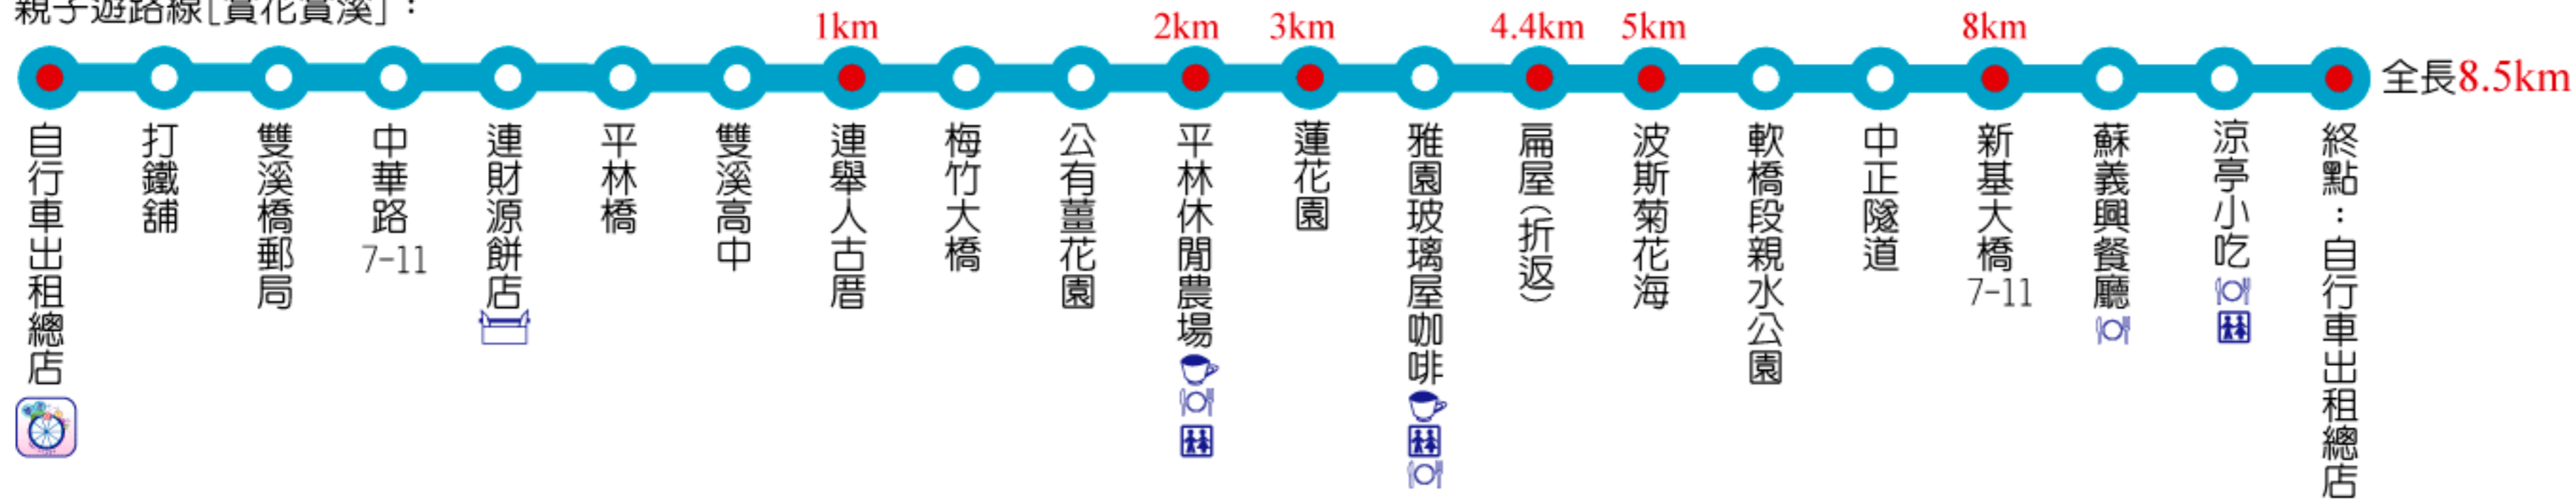 親子遊路線[賞花賞溪]：
1km
2km
3km
4.4km
5km
8km
全長8.5km
自行車出租總店
打鐵舖
雙溪橋郵局
中華路
7-11
連財源餅店
平林橋
雙溪高中
連舉人古厝
梅竹大橋
公有薑花園
平林休閒農場
蓮花園
雅園玻璃屋咖啡
扁屋(折返)
波斯菊花海
軟橋段親水公園
中正隧道
新基大橋
7-11
蘇義興餐廳
涼亭小吃
終點：自行車出租總店